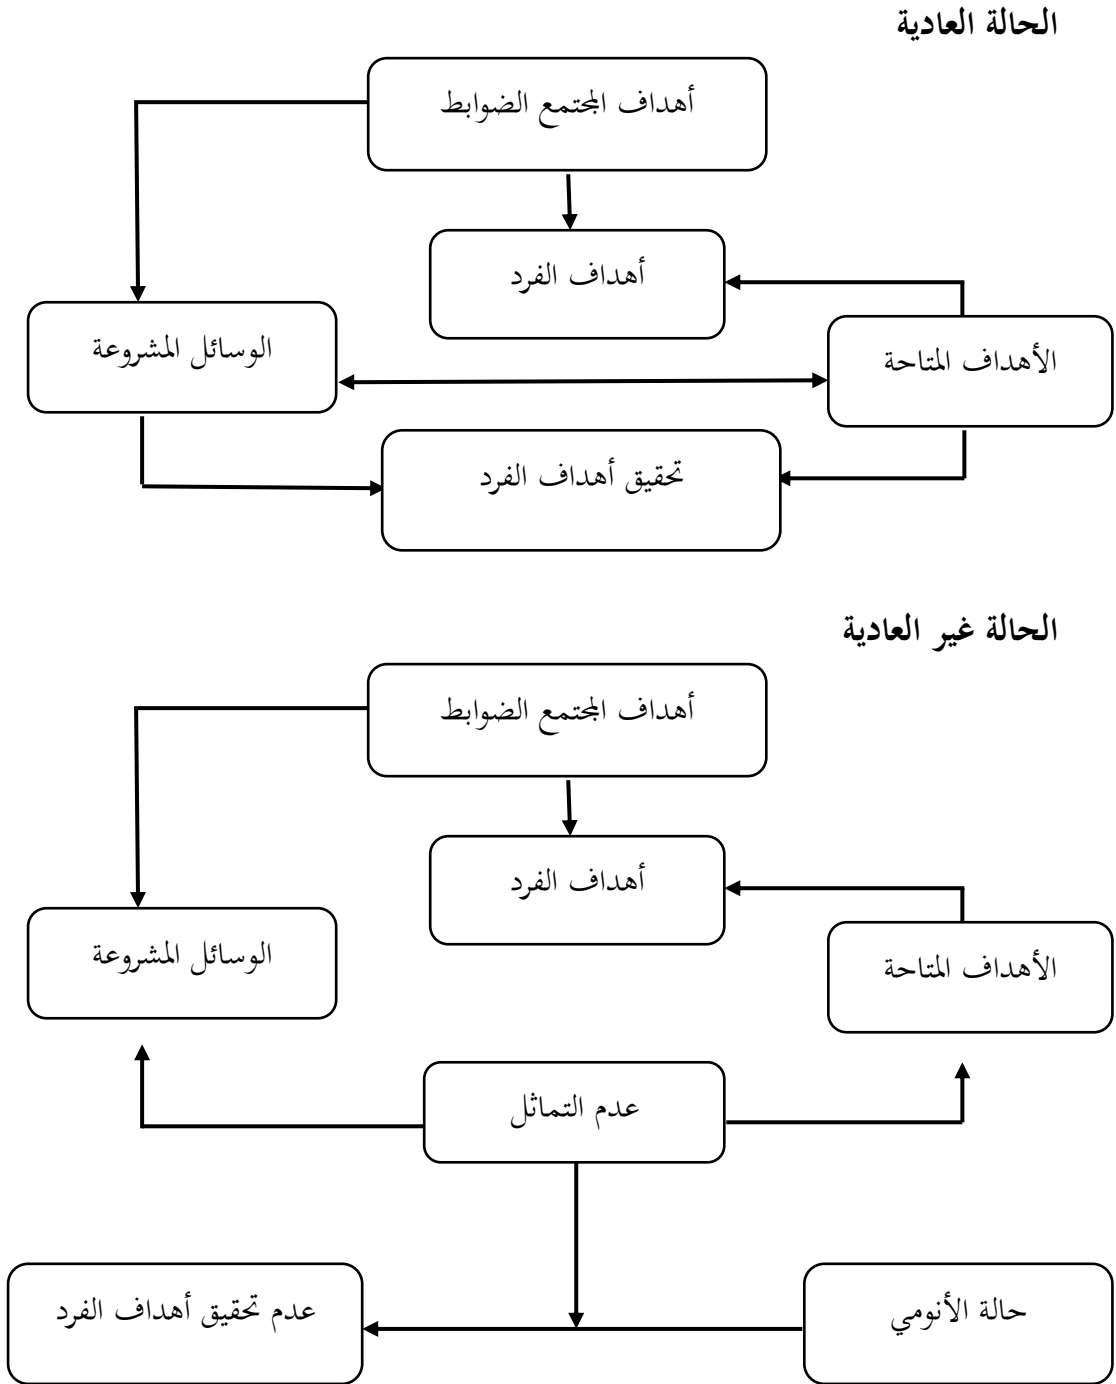 الحالة العادية
أهداف المجتمع الضوابط
أهداف الفرد
الأهداف المتاحة
الوسائل المشروعة
تحقيق أهداف الفرد
الحالة غير العادية
أهداف المجتمع الضوابط
أهداف الفرد
الأهداف المتاحة
الوسائل المشروعة
عدم التماثل
حالة الأنومي
عدم تحقيق أهداف الفرد